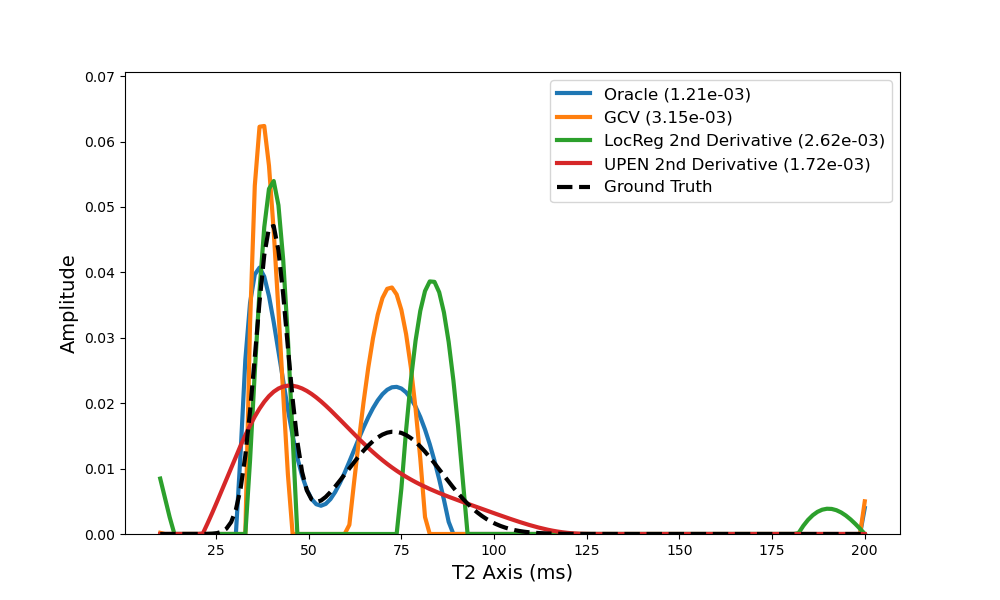 Oracle (1.21e-03)
GCV (3.15e-03)
LocReg 2nd Derivative (2.62e-03)
UPEN 2nd Derivative (1.72e-03)
Ground Truth
Amplitude
0.07
0.06
0.05
0.04
0.03
0.02
0.01
0.00
25
50
75
100
125
150
175
200
T2 Axis (ms)